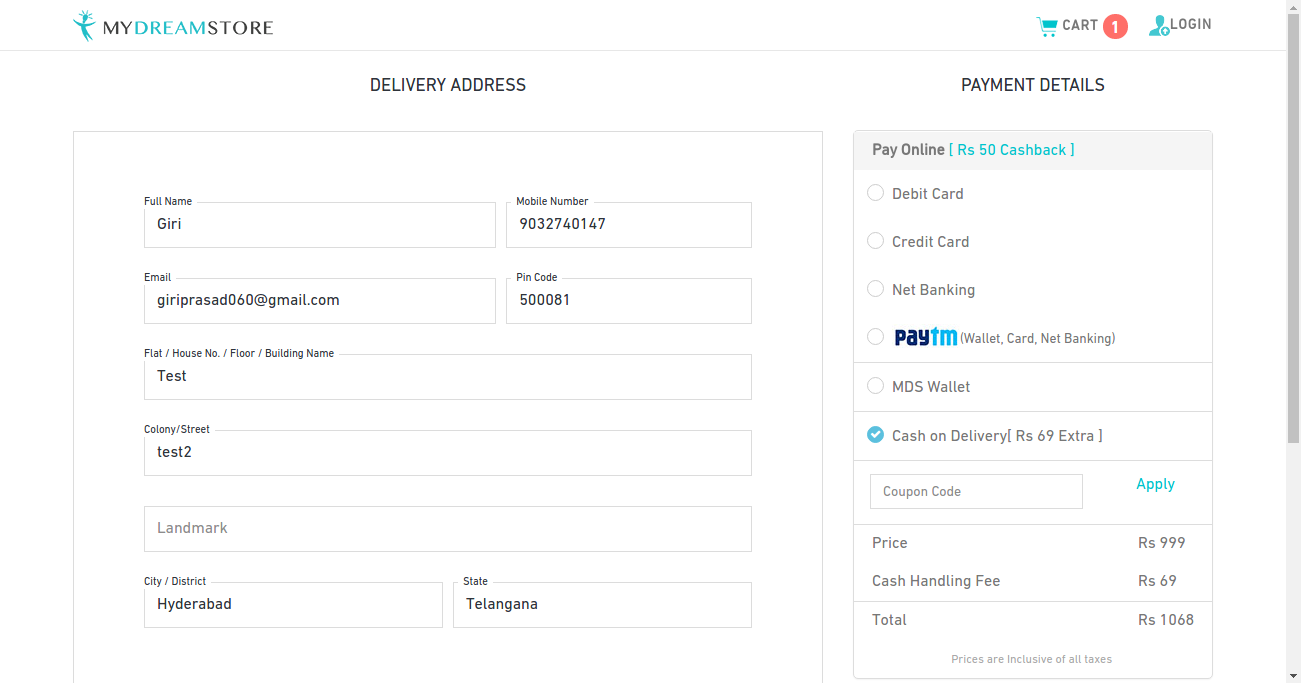 MYDREAMSTORE
CART 1
LOGIN
DELIVERY ADDRESS
Full Name
Giri
Mobile Number
9032740147
Email
giriprasad060@gmail.com
Pin Code
500081
Flat / House No. / Floor / Building Name
Test
Colony/Street
test2
Landmark
City / District
Hyderabad
State
Telangana
PAYMENT DETAILS
Pay Online [ Rs 50 Cashback ]
Debit Card
Credit Card
Net Banking
paytm (Wallet, Card, Net Banking)
MDS Wallet
Cash on Delivery[ Rs 69 Extra ]
Coupon Code Apply
Price Rs 999
Cash Handling Fee Rs 69
Total Rs 1068
Prices are Inclusive of all taxes